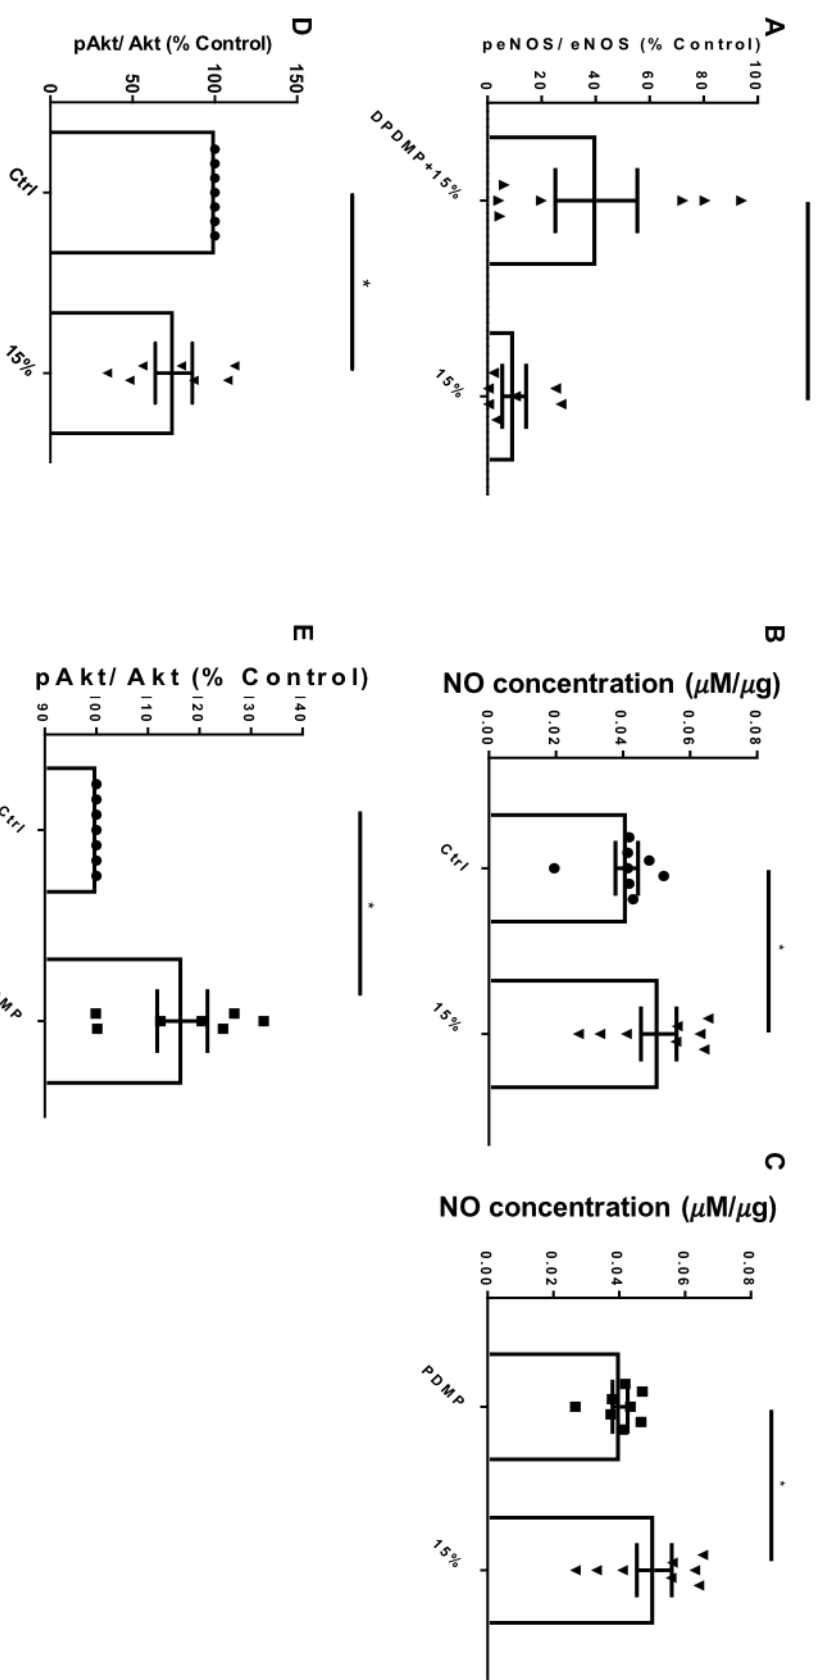 A
peNOS/ eNOS (% Control)
100
80
60
40
20
0
DPDMP+15%
15%
B
NO concentration (μM/μg)
0.08
0.06
0.04
0.02
0.00
*
Ctrl
15%
C
NO concentration (μM/μg)
0.08
0.06
0.04
0.02
0.00
*
PDMP
15%
D
pAkt/ Akt (% Control)
150
100
50
0
*
Ctrl
15%
E
pAkt/ Akt (% Control)
140
130
120
110
100
90
*
Ctrl
MP